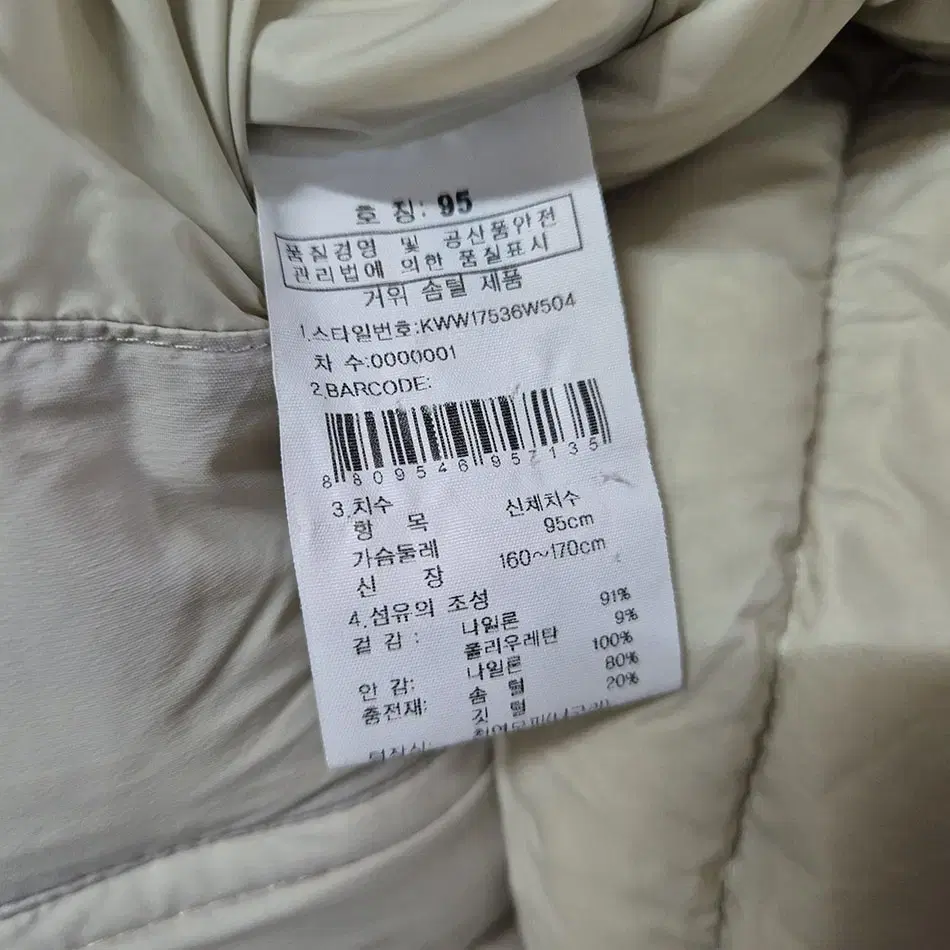 호 칭: 95
품질경영 및 공산품안전
관리법에 의한 품질표시
거위 솜털 제품
1.스타일번호:KWW17536W504
차 수:0000001
2.BARCODE:
8809546957135
3.치수
항 목 신체치수
가슴둘레 95cm
신 장 160~170cm
4.섬유의 조성
겉 감 : 나일론 91%
폴리우레탄 9%
안 감: 나일론 100%
충전재: 솜 털 80%
깃 털 20%